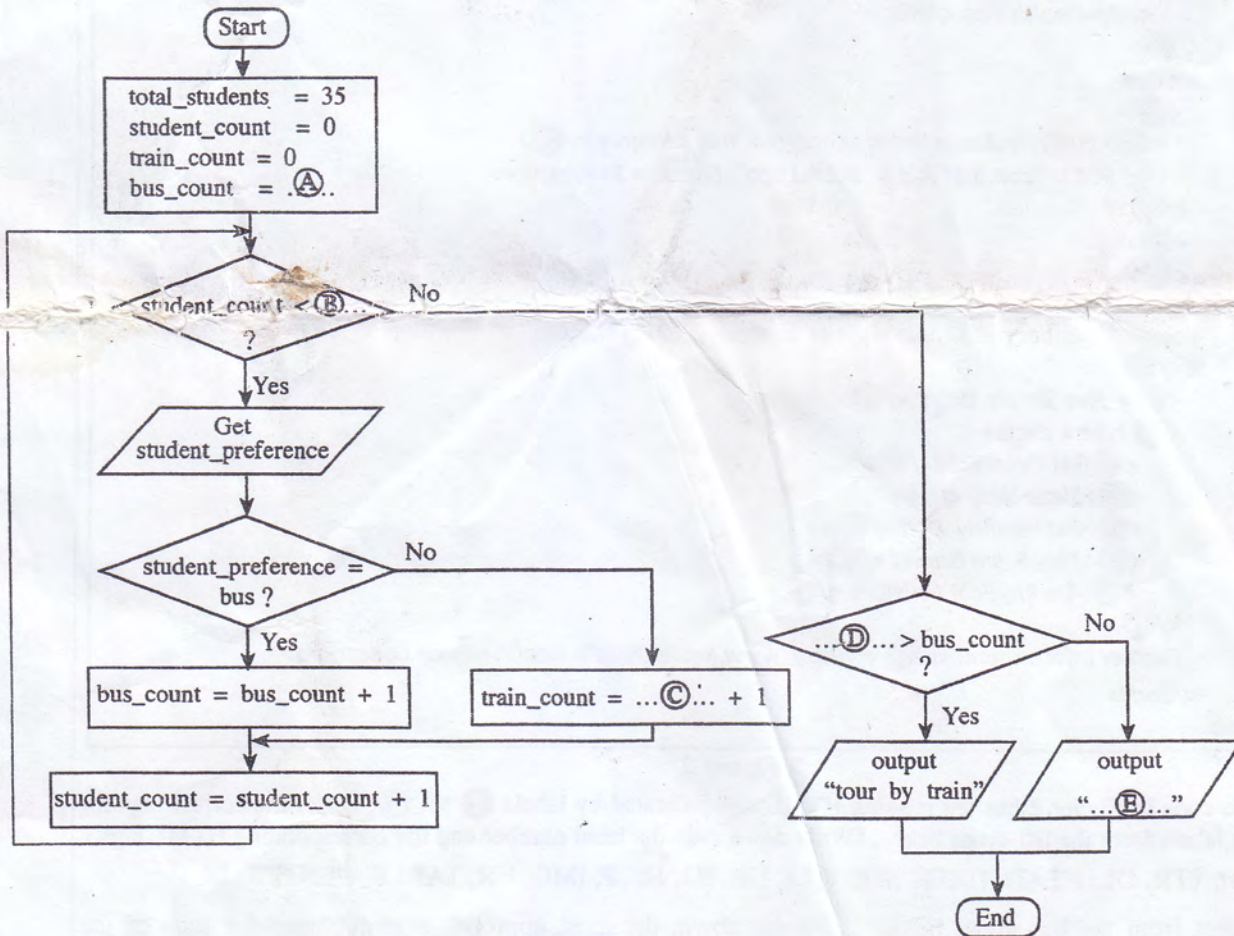 Start
total_students = 35
student_count = 0
train_count = 0
bus_count = ...Ⓐ...
student_count < Ⓑ...
?
No
Yes
Get
student_preference
student_preference =
bus ?
No
Yes
bus_count = bus_count + 1
train_count = ...Ⓒ... + 1
student_count = student_count + 1
...Ⓓ... > bus_count
?
No
Yes
output
“tour by train”
output
“...Ⓔ...”
End